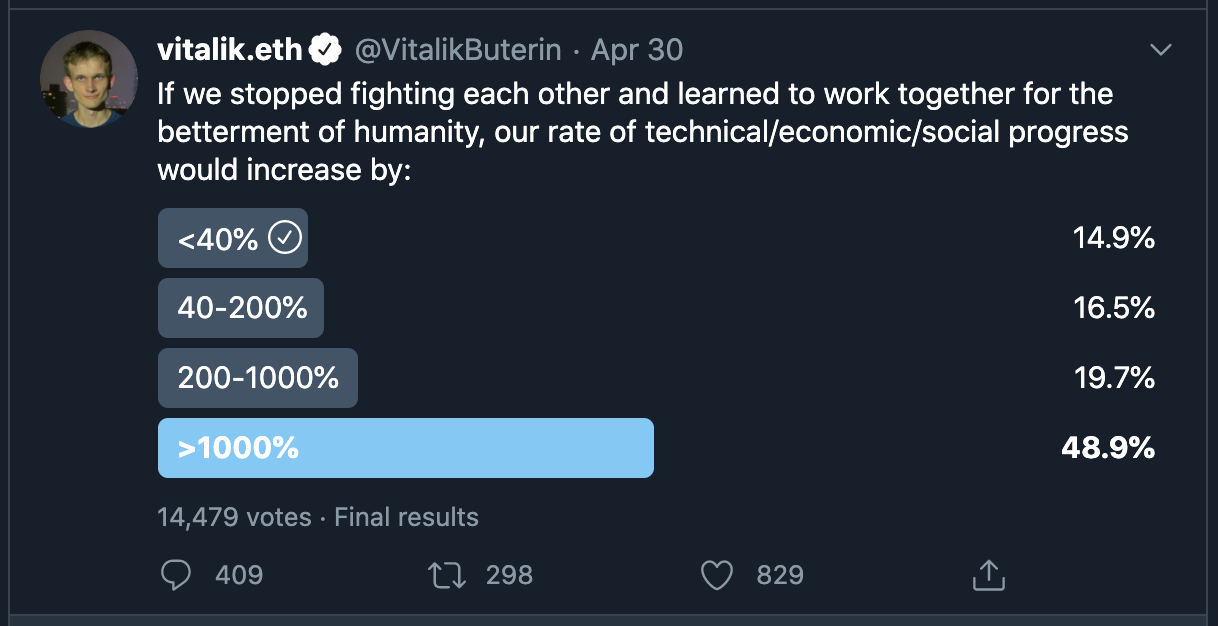 vitalik.eth @VitalikButerin · Apr 30
If we stopped fighting each other and learned to work together for the
betterment of humanity, our rate of technical/economic/social progress
would increase by:
<40% 14.9%
40-200% 16.5%
200-1000% 19.7%
>1000% 48.9%
14,479 votes · Final results
409 298 829